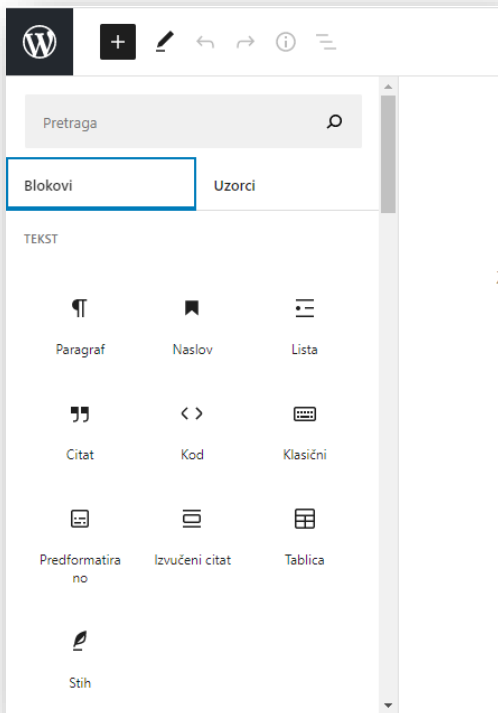 Pretraga
Blokovi Uzorci
TEKST
Paragraf Naslov Lista
Citat Kod Klasični
Predformatira Izvučeni citat Tablica
no
Stih